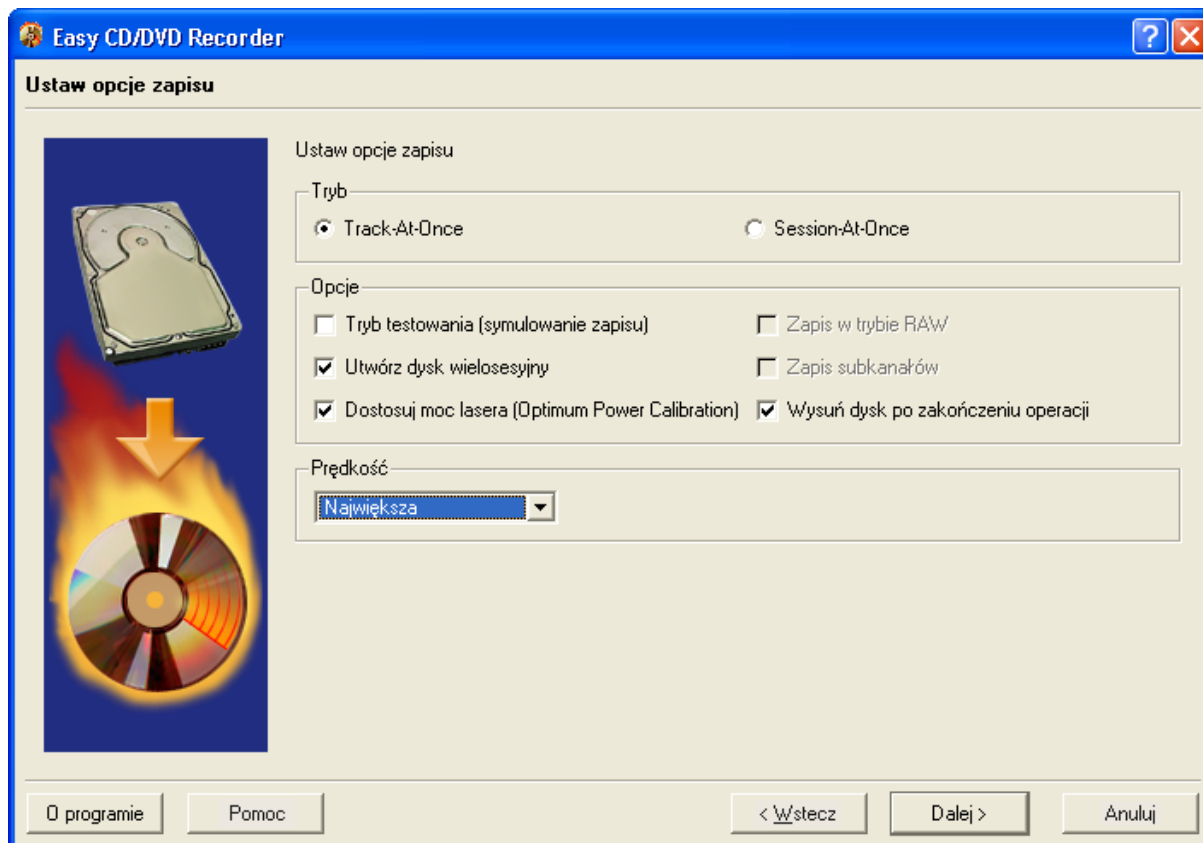 Easy CD/DVD Recorder
Ustaw opcje zapisu
Ustaw opcje zapisu
Tryb
Track-At-Once
Session-At-Once
Opcje
Tryb testowania (symulowanie zapisu)
Zapis w trybie RAW
Utwórz dysk wielosesyjny
Zapis subkanałów
Dostosuj moc lasera (Optimum Power Calibration)
Wysuń dysk po zakończeniu operacji
Prędkość
Największa
O programie
Pomoc
< Wstecz
Dalej >
Anuluj